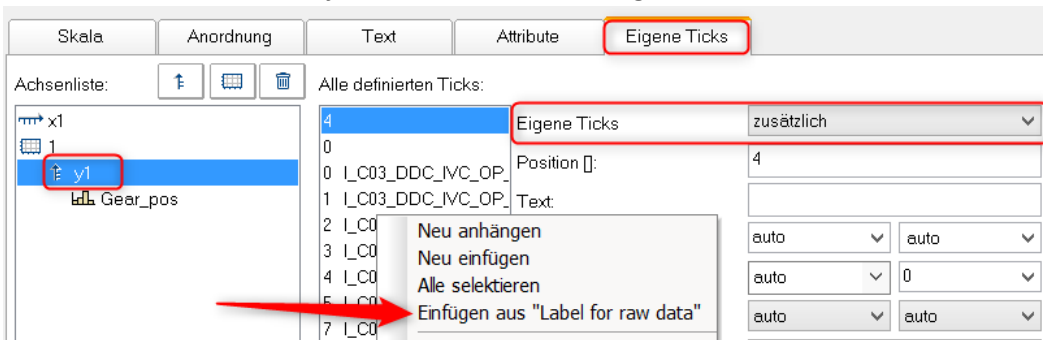 Skala Anordnung Text Attribute Eigene Ticks
Achsenliste: Alle definierten Ticks:
x1
1
y1
Gear_pos
4
0
0 I_C03_DDC_IVC_OP_
1 I_C03_DDC_IVC_OP_
2 I_C0
3 I_C0
4 I_C0
5 I_C0
7 I_C0
Eigene Ticks zusätzlich
Position []: 4
Text:
auto auto
auto 0
auto auto
Neu anhängen
Neu einfügen
Alle selektieren
Einfügen aus "Label for raw data"